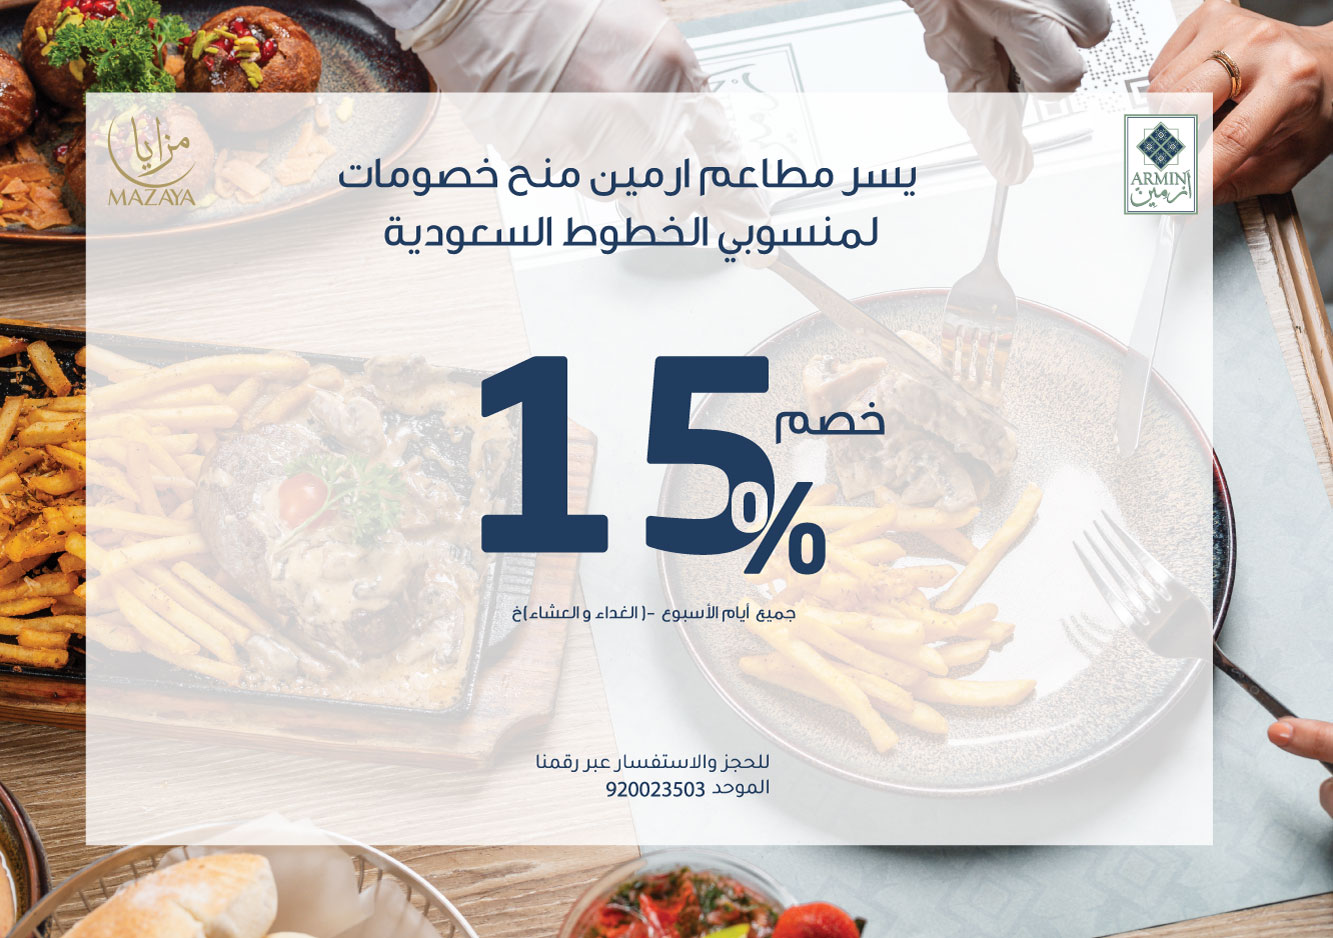 مزايا
MAZAYA
ARMIN
أرمين
يسر مطاعم ارمين منح خصومات
لمنسوبي الخطوط السعودية
خصم
15%
جميع أيام الأسبوع -( الغداء و العشاء)خ
للحجز والاستفسار عبر رقمنا
الموحد 920023503